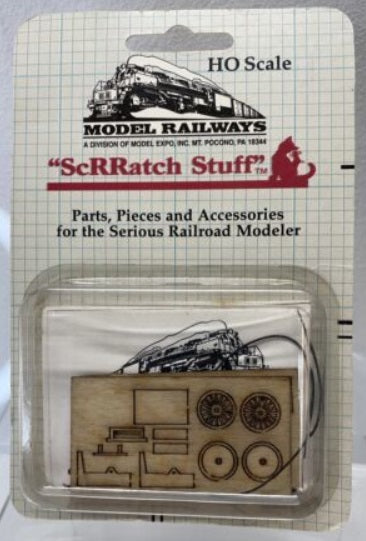 HO Scale
MODEL RAILWAYS
A DIVISION OF MODEL EXPO, INC. MT. POCONO, PA 18344
"ScRRatch Stuff"™
Parts, Pieces and Accessories
for the Serious Railroad Modeler